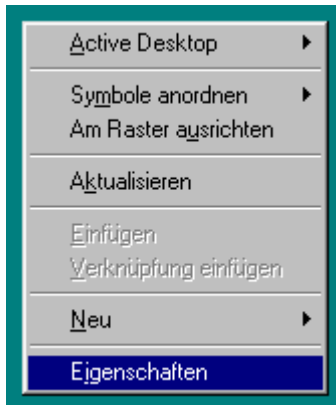 Active Desktop
Symbole anordnen
Am Raster ausrichten
Aktualisieren
Einfügen
Verknüpfung einfügen
Neu
Eigenschaften